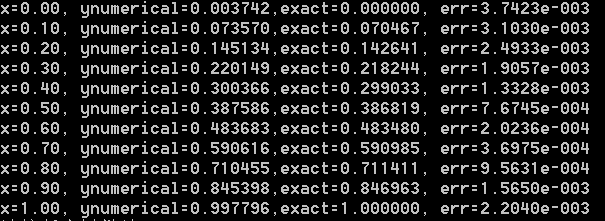 x=0.00, ynumerical=0.003742,exact=0.000000, err=3.7423e-003
x=0.10, ynumerical=0.073570,exact=0.070467, err=3.1030e-003
x=0.20, ynumerical=0.145134,exact=0.142641, err=2.4933e-003
x=0.30, ynumerical=0.220149,exact=0.218244, err=1.9057e-003
x=0.40, ynumerical=0.300366,exact=0.299033, err=1.3328e-003
x=0.50, ynumerical=0.387586,exact=0.386819, err=7.6745e-004
x=0.60, ynumerical=0.483683,exact=0.483480, err=2.0236e-004
x=0.70, ynumerical=0.590616,exact=0.590985, err=3.6975e-004
x=0.80, ynumerical=0.710455,exact=0.711411, err=9.5631e-004
x=0.90, ynumerical=0.845398,exact=0.846963, err=1.5650e-003
x=1.00, ynumerical=0.997796,exact=1.000000, err=2.2040e-003